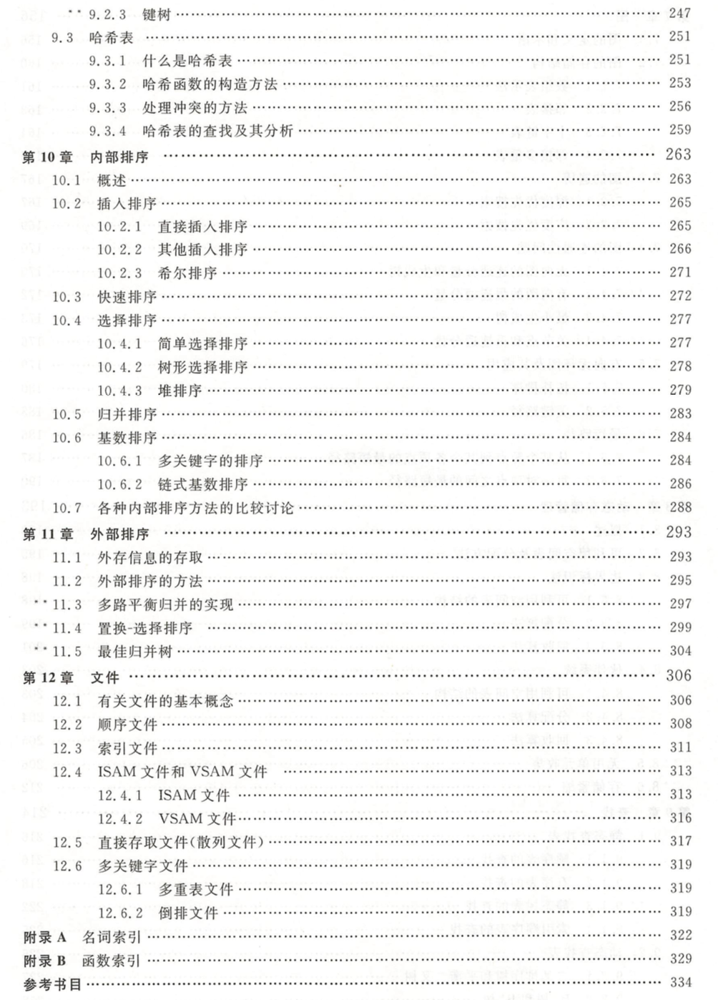 ** 9.2.3 键树 …… 247
9.3 哈希表 …… 251
9.3.1 什么是哈希表 …… 251
9.3.2 哈希函数的构造方法 …… 253
9.3.3 处理冲突的方法 …… 256
9.3.4 哈希表的查找及其分析 …… 259
第 10 章 内部排序 …… 263
10.1 概述 …… 263
10.2 插入排序 …… 265
10.2.1 直接插入排序 …… 265
10.2.2 其他插入排序 …… 266
10.2.3 希尔排序 …… 271
10.3 快速排序 …… 272
10.4 选择排序 …… 277
10.4.1 简单选择排序 …… 277
10.4.2 树形选择排序 …… 278
10.4.3 堆排序 …… 279
10.5 归并排序 …… 283
10.6 基数排序 …… 284
10.6.1 多关键字的排序 …… 284
10.6.2 链式基数排序 …… 286
10.7 各种内部排序方法的比较讨论 …… 288
第 11 章 外部排序 …… 293
11.1 外存信息的存取 …… 293
11.2 外部排序的方法 …… 295
** 11.3 多路平衡归并的实现 …… 297
** 11.4 置换-选择排序 …… 299
** 11.5 最佳归并树 …… 304
第 12 章 文件 …… 306
12.1 有关文件的基本概念 …… 306
12.2 顺序文件 …… 308
12.3 索引文件 …… 311
12.4 ISAM 文件和 VSAM 文件 …… 313
12.4.1 ISAM 文件 …… 313
12.4.2 VSAM 文件 …… 316
12.5 直接存取文件(散列文件) …… 317
12.6 多关键字文件 …… 319
12.6.1 多重表文件 …… 319
12.6.2 倒排文件 …… 319
附录 A 名词索引 …… 322
附录 B 函数索引 …… 329
参考书目 …… 334